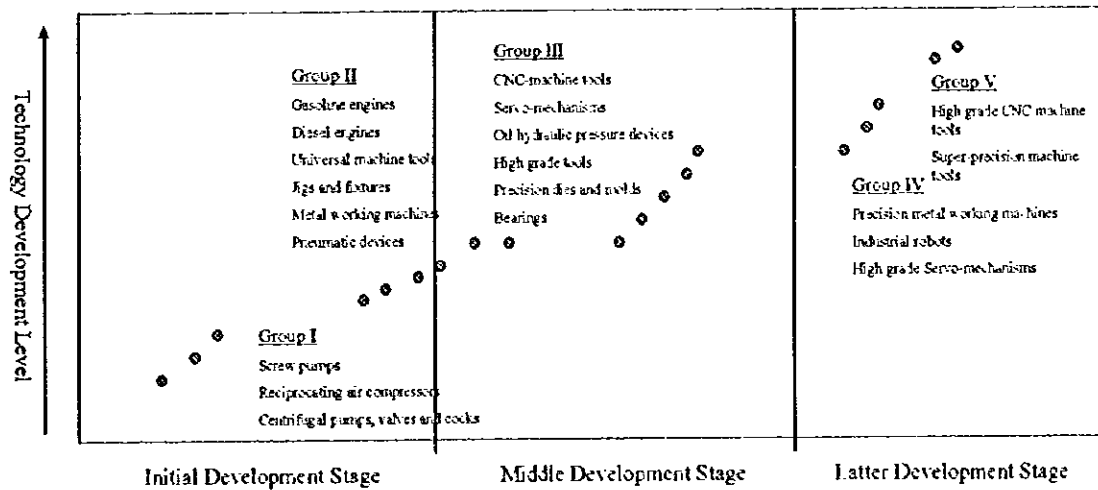 Technology Development Level
Group I
Screw pumps
Reciprocating air compressors
Centrifugal pumps, valves and cocks
Group II
Gasoline engines
Diesel engines
Universal machine tools
Jigs and fixtures
Metal working machines
Pneumatic devices
Group III
CNC-machine tools
Servo-mechanisms
Oil hydraulic pressure devices
High grade tools
Precision dies and molds
Bearings
Group V
High grade CNC machine
tools
Super-precision machine
tools
Group IV
Precision metal working machines
Industrial robots
High grade Servo-mechanisms
Initial Development Stage
Middle Development Stage
Latter Development Stage